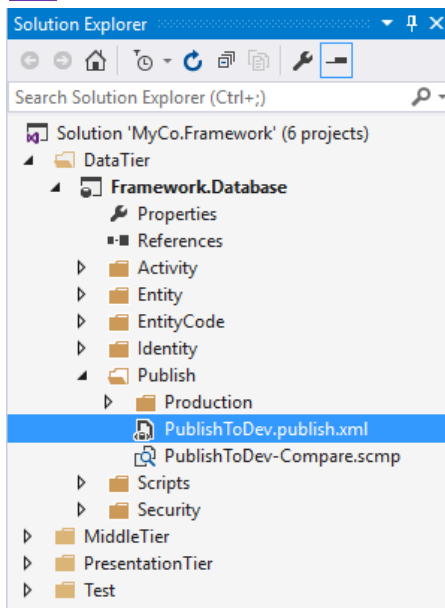 Solution Explorer
Search Solution Explorer (Ctrl+;)
Solution 'MyCo.Framework' (6 projects)
DataTier
Framework.Database
Properties
References
Activity
Entity
EntityCode
Identity
Publish
Production
PublishToDev.publish.xml
PublishToDev-Compare.scmp
Scripts
Security
MiddleTier
PresentationTier
Test